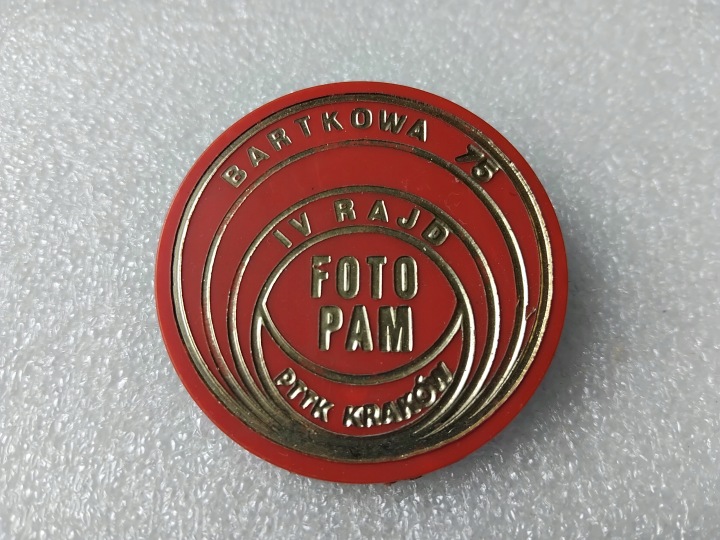 BARTKOWA 75
IV RAJD
FOTO
PAM
PTTK KRAKÓW